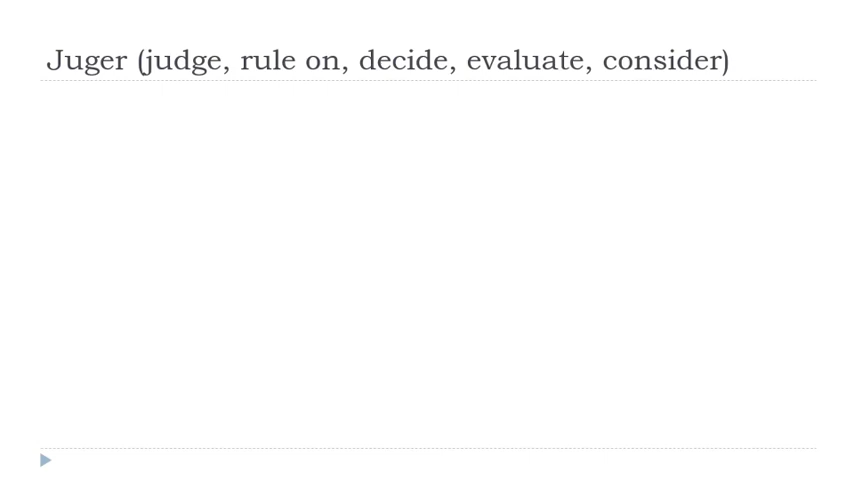 Juger (judge, rule on, decide, evaluate, consider)